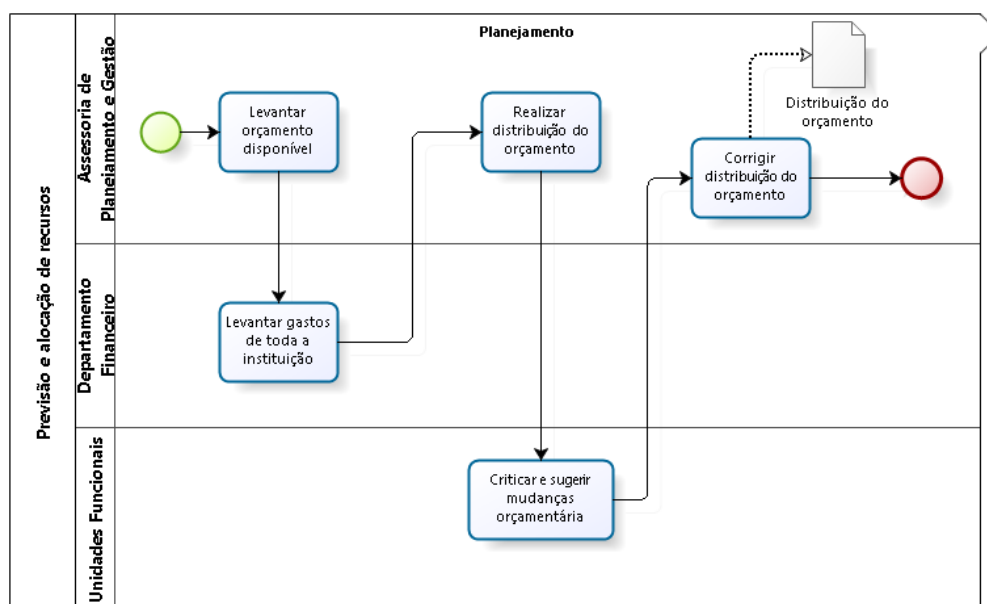 Previsão e alocação de recursos
Planejamento
Assessoria de
Planejamento e Gestão
Levantar
orçamento
disponível
Realizar
distribuição do
orçamento
Corrigir
distribuição do
orçamento
Distribuição do
orçamento
Departamento
Financeiro
Levantar gastos
de toda a
instituição
Unidades Funcionais
Criticar e sugerir
mudanças
orçamentária